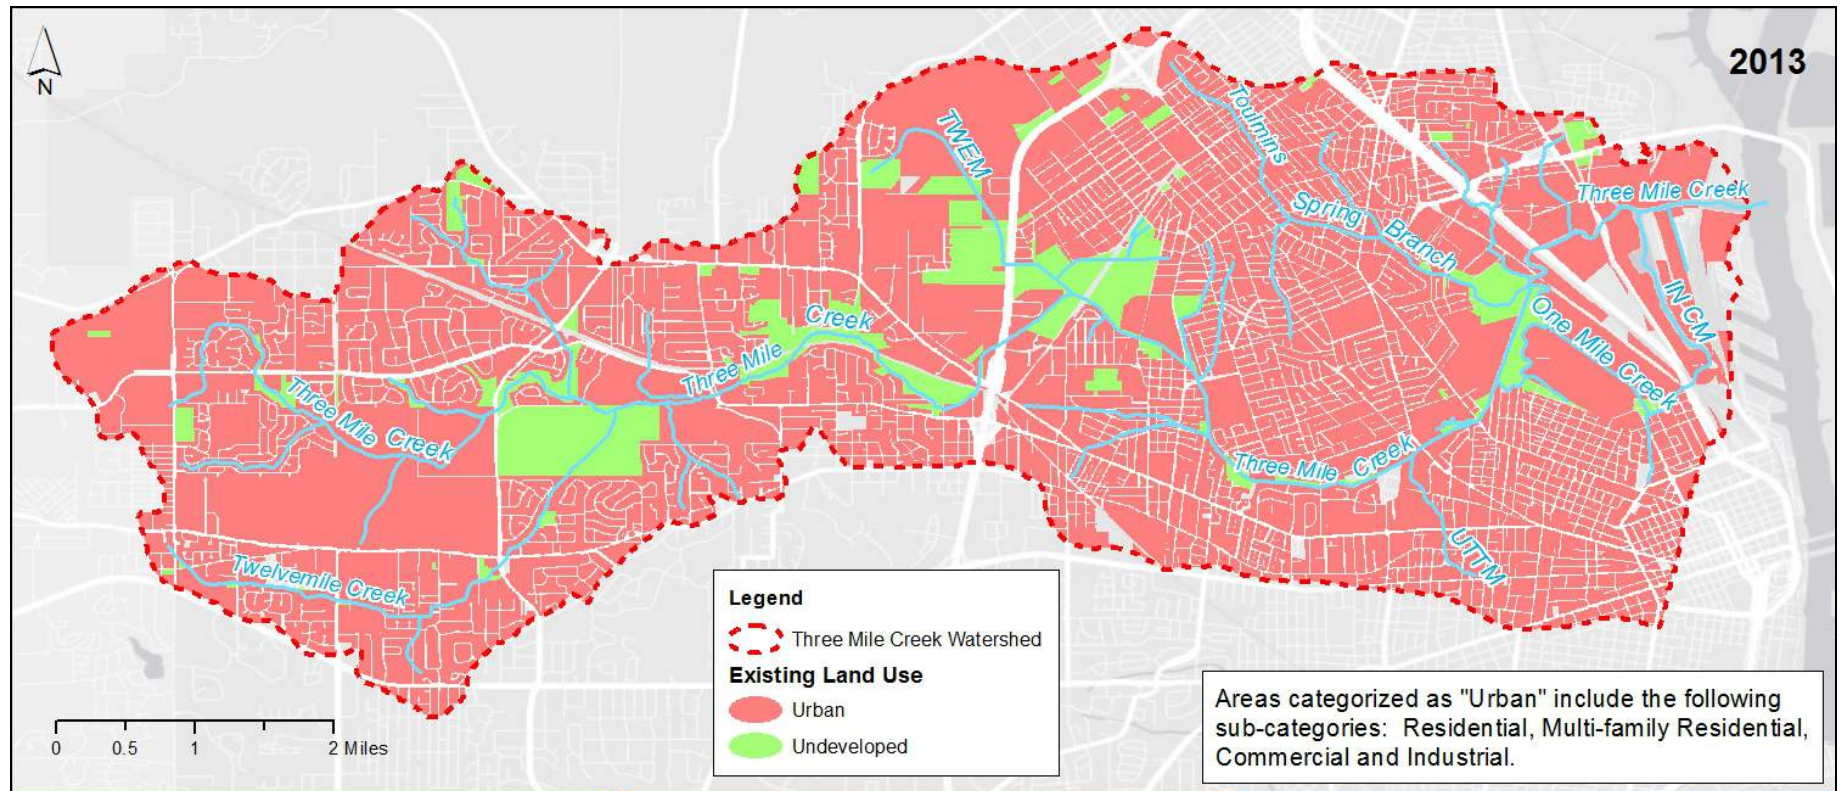 2013
N
TWEM
Toulmins
Spring
Branch
Three Mile Creek
INCM
One Mile Creek
Creek
Three Mile
Three Mile Creek
Three Mile Creek
UTTM
Twelvemile Creek
Legend
Three Mile Creek Watershed
Existing Land Use
Urban
Undeveloped
0 0.5 1 2 Miles
Areas categorized as "Urban" include the following
sub-categories: Residential, Multi-family Residential,
Commercial and Industrial.